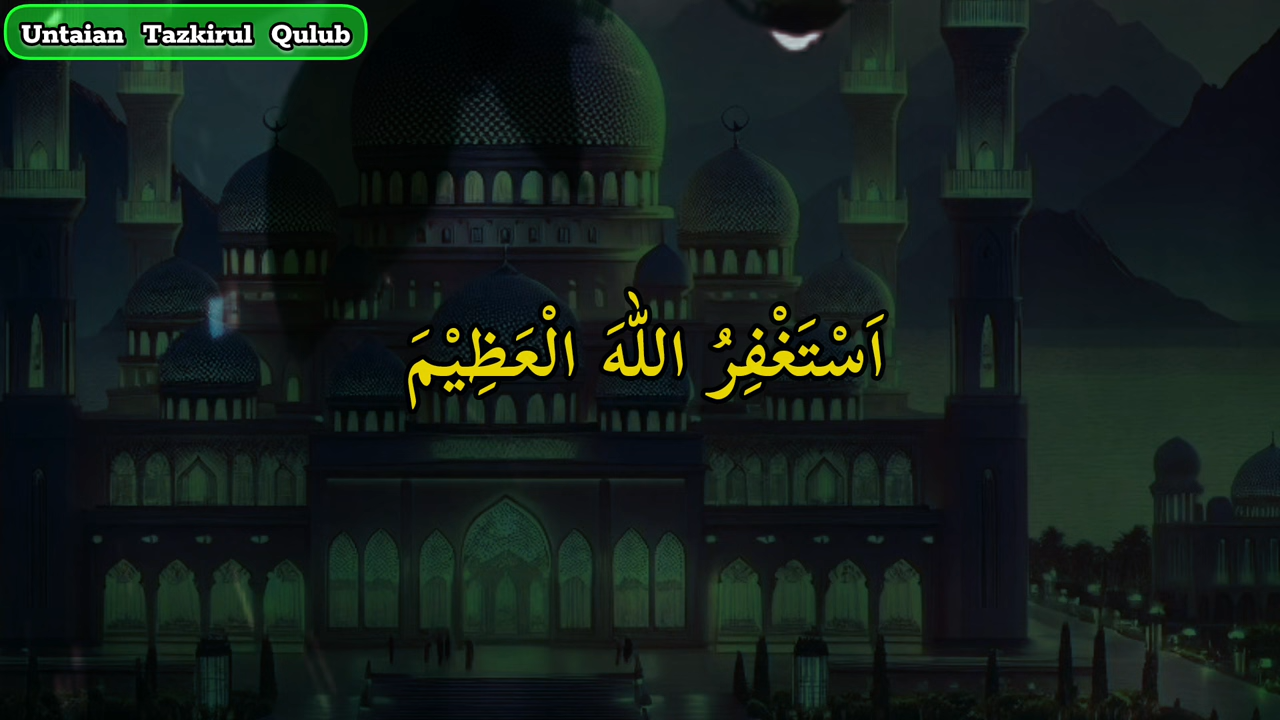 Untaian Tazkirul Qulub
اَسْتَغْفِرُ اللّٰهَ الْعَظِيْمَ